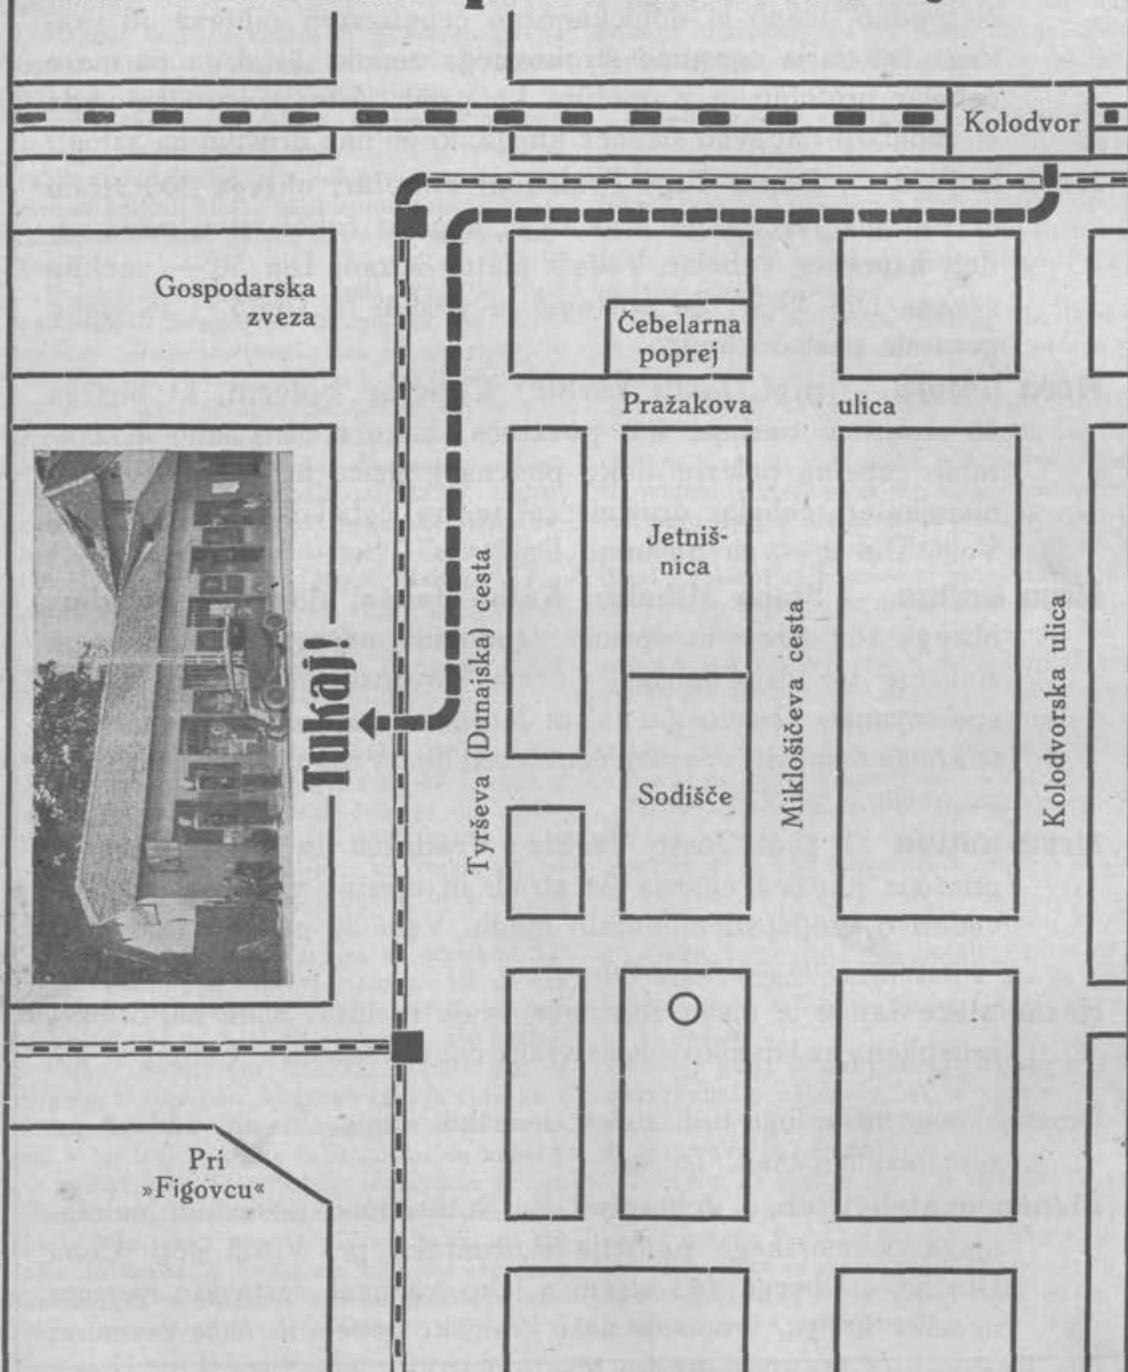 Kolodvor
Gospodarska
zveza
Čebelarna
poprej
Pražakova ulica
Jetniš-
nica
Tukaj!
Tyrševa (Dunajska) cesta
Miklošičeva cesta
Kolodvorska ulica
Sodišče
Pri
»Figovcu«